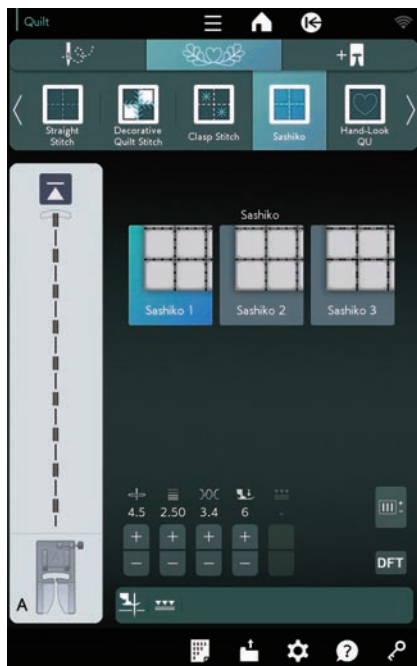 Quilt
Straight
Stitch
Decorative
Quilt Stitch
Clasp Stitch
Sashiko
Hand-Look
QU
Sashiko
Sashiko 1
Sashiko 2
Sashiko 3
4.5 2.50 3.4 6 -
+ + + +
− − − −
DFT
A